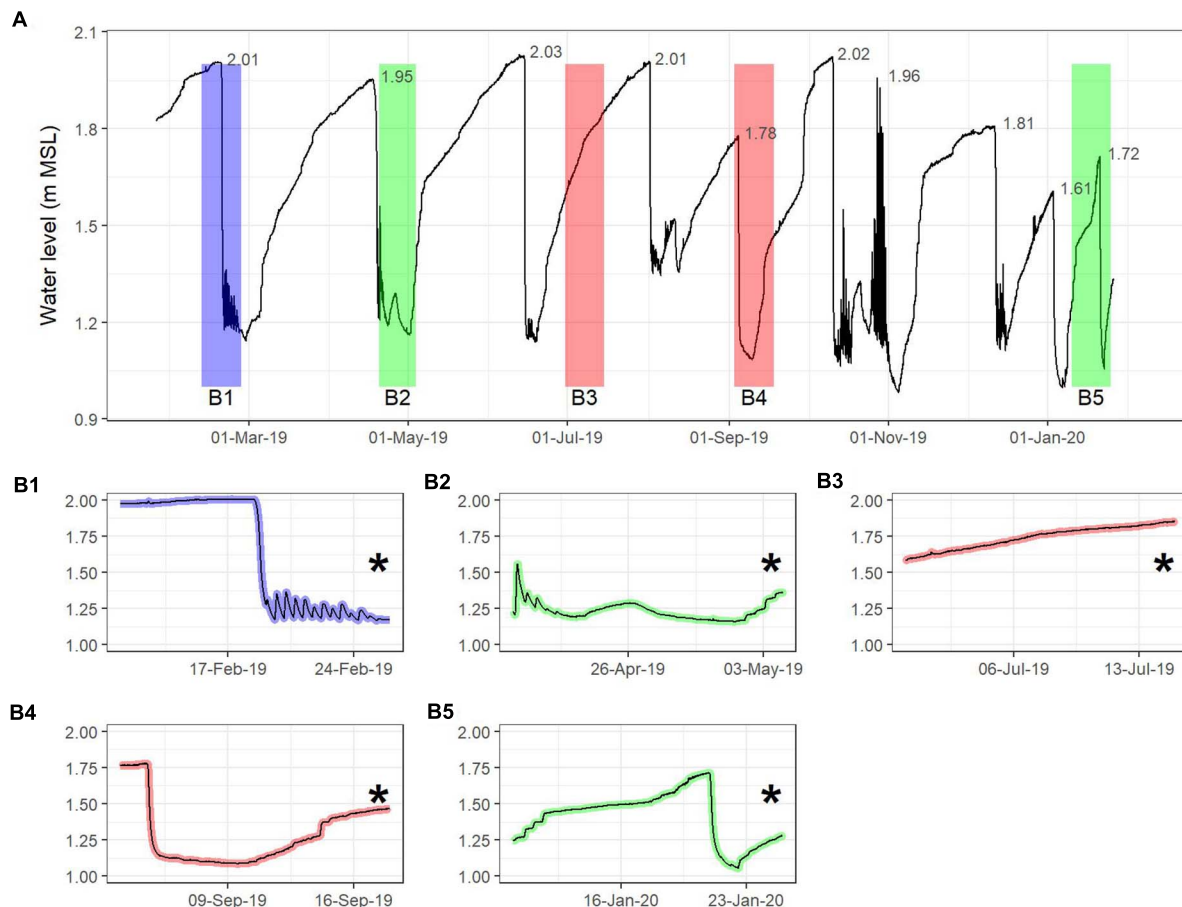 A
Water level (m MSL)
2.1
1.8
1.5
1.2
0.9
2.01
1.95
2.03
2.01
1.78
2.02
1.96
1.81
1.61
1.72
B1
B2
B3
B4
B5
01-Mar-19
01-May-19
01-Jul-19
01-Sep-19
01-Nov-19
01-Jan-20
B1
2.00
1.75
1.50
1.25
1.00
*
17-Feb-19
24-Feb-19
B2
2.00
1.75
1.50
1.25
1.00
*
26-Apr-19
03-May-19
B3
2.00
1.75
1.50
1.25
1.00
*
06-Jul-19
13-Jul-19
B4
2.00
1.75
1.50
1.25
1.00
*
09-Sep-19
16-Sep-19
B5
2.00
1.75
1.50
1.25
1.00
*
16-Jan-20
23-Jan-20